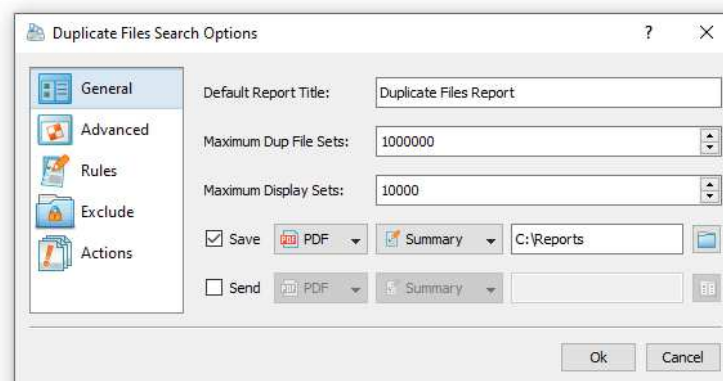 Duplicate Files Search Options
General
Advanced
Rules
Exclude
Actions
Default Report Title: Duplicate Files Report
Maximum Dup File Sets: 1000000
Maximum Display Sets: 10000
Save PDF Summary C:\Reports
Send PDF Summary
Ok Cancel